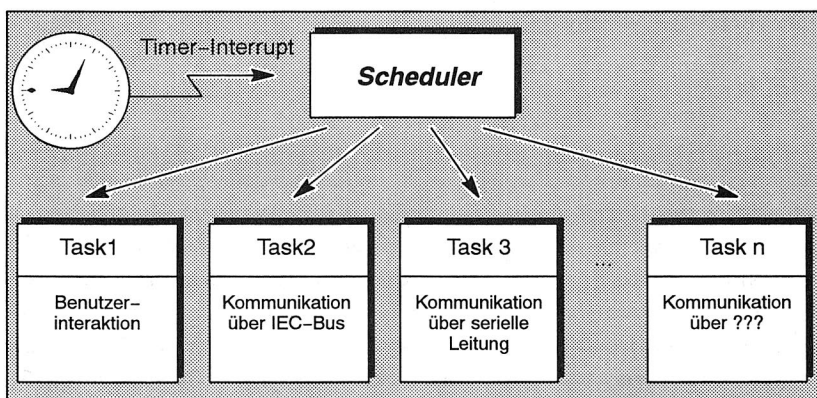 Timer-Interrupt
Scheduler
Task1
Benutzer-
interaktion
Task2
Kommunikation
über IEC-Bus
Task 3
Kommunikation
über serielle
Leitung
...
Task n
Kommunikation
über ???